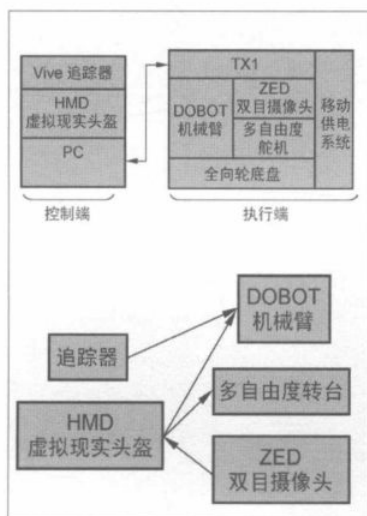 Vive 追踪器
HMD
虚拟现实头盔
PC
控制端
TX1
DOBOT
机械臂
ZED
双目摄像头
多自由度
舵机
全向轮底盘
移动
供电
系统
执行端
追踪器
HMD
虚拟现实头盔
DOBOT
机械臂
多自由度转台
ZED
双目摄像头